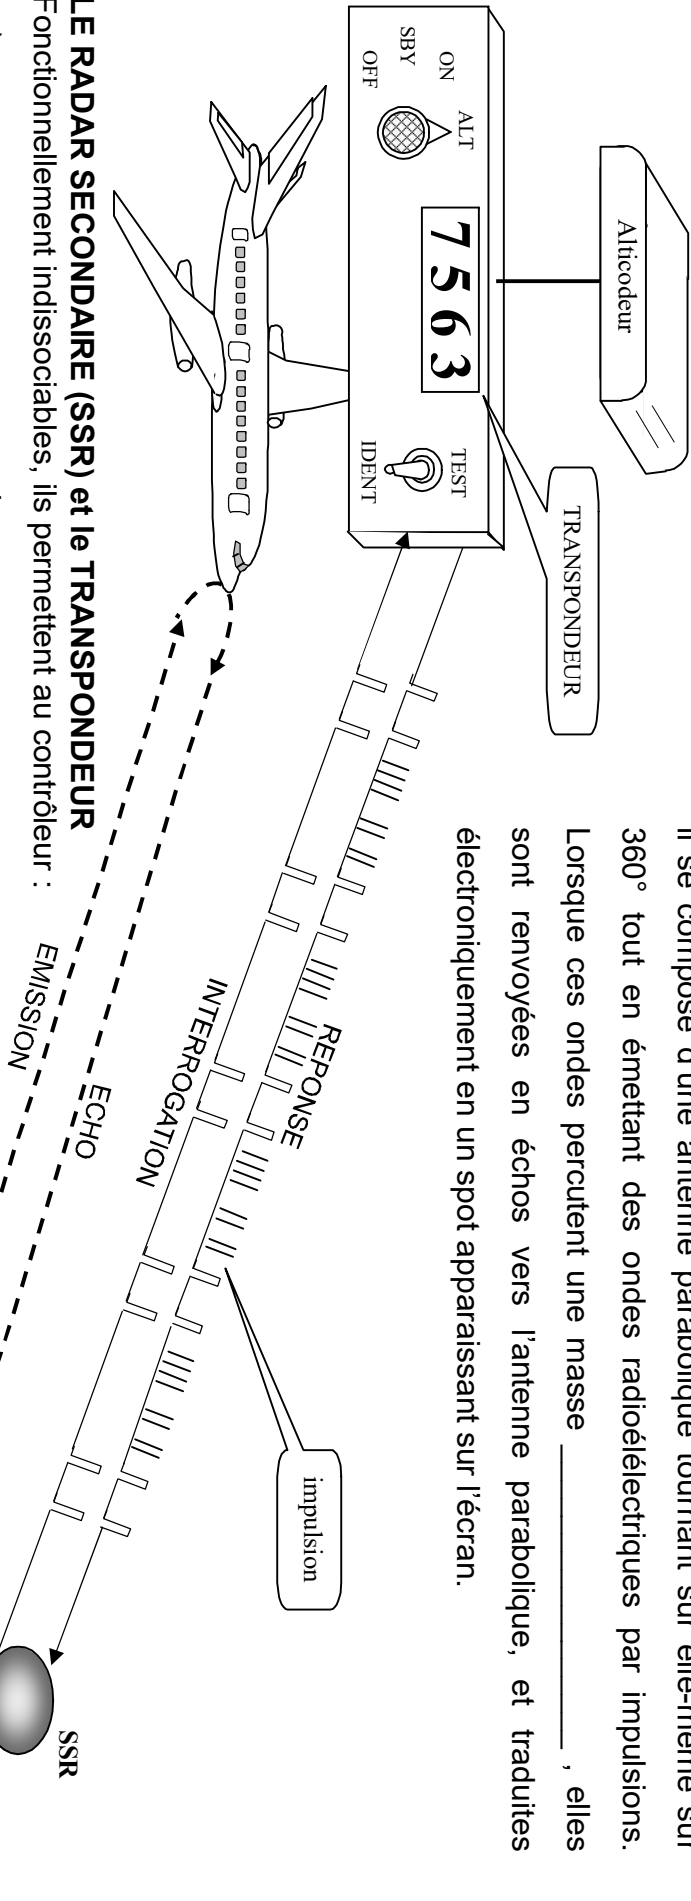 Il se compose d'une antenne parabolique tournant sur elle-même sur
360° tout en émettant des ondes radioélélectriques par impulsions.
Lorsque ces ondes percutent une masse ____________________ , elles
sont renvoyées en échos vers l'antenne parabolique, et traduites
électroniquement en un spot apparaissant sur l'écran.
Alticodeur
TRANSPONDEUR
OFF
SBY
ON
ALT
7563
TEST
IDENT
REPONSE
INTERROGATION
impulsion
ECHO
EMISSION
SSR
LE RADAR SECONDAIRE (SSR) et le TRANSPONDEUR
Fonctionnellement indissociables, ils permettent au contrôleur :